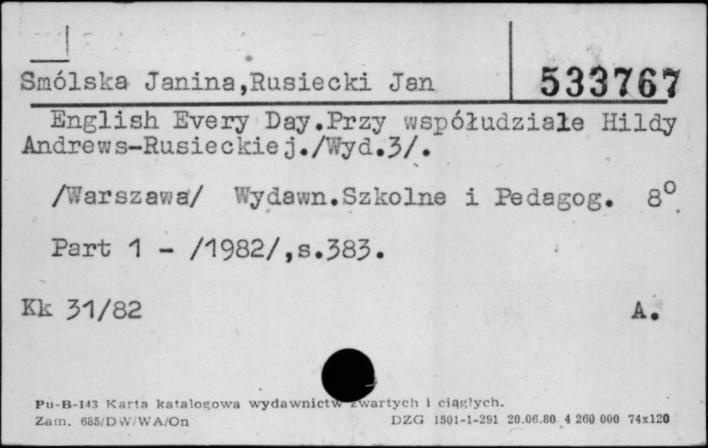 Smólska Janina,Rusiecki Jan 533767
English Every Day.Przy współudziale Hildy
Andrews-Rusieckiej./Wyd.3/.
/Warszawa/ Wydawn.Szkolne i Pedagog. 8°
Part 1 - /1982/,s.383.
Kk 31/82 A.
Pu-B-143 Karta katalogowa wydawnictw zwartych i ciągłych.
Zam. 685/DW/WA/On DZG 1501-1-291 20.06.80 4 260 000 74x120